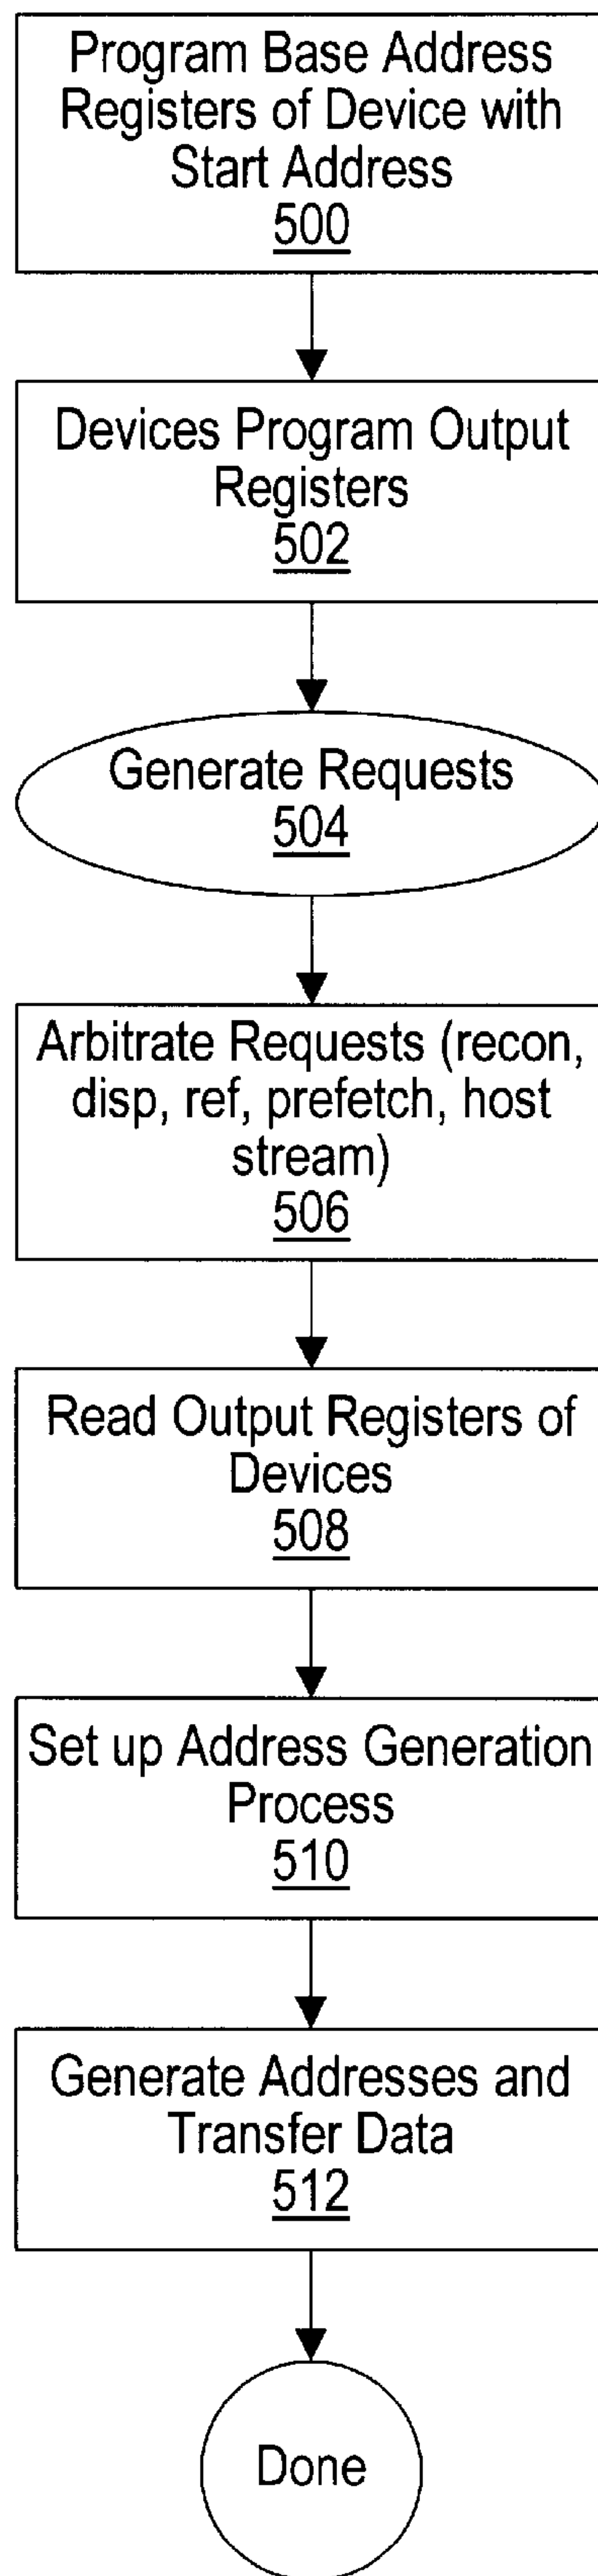 Program Base Address
Registers of Device with
Start Address
500
Devices Program Output
Registers
502
Generate Requests
504
Arbitrate Requests (recon,
disp, ref, prefetch, host
stream)
506
Read Output Registers of
Devices
508
Set up Address Generation
Process
510
Generate Addresses and
Transfer Data
512
Done